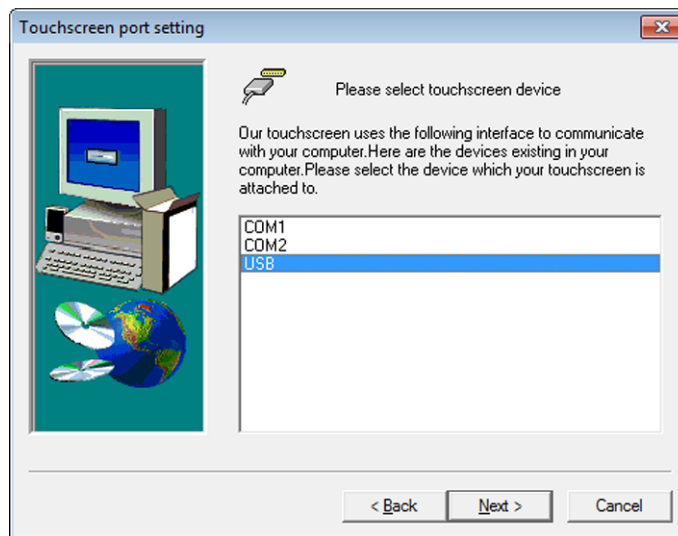 Touchscreen port setting
Please select touchscreen device
Our touchscreen uses the following interface to communicate
with your computer.Here are the devices existing in your
computer.Please select the device which your touchscreen is
attached to.
COM1
COM2
USB
< Back
Next >
Cancel